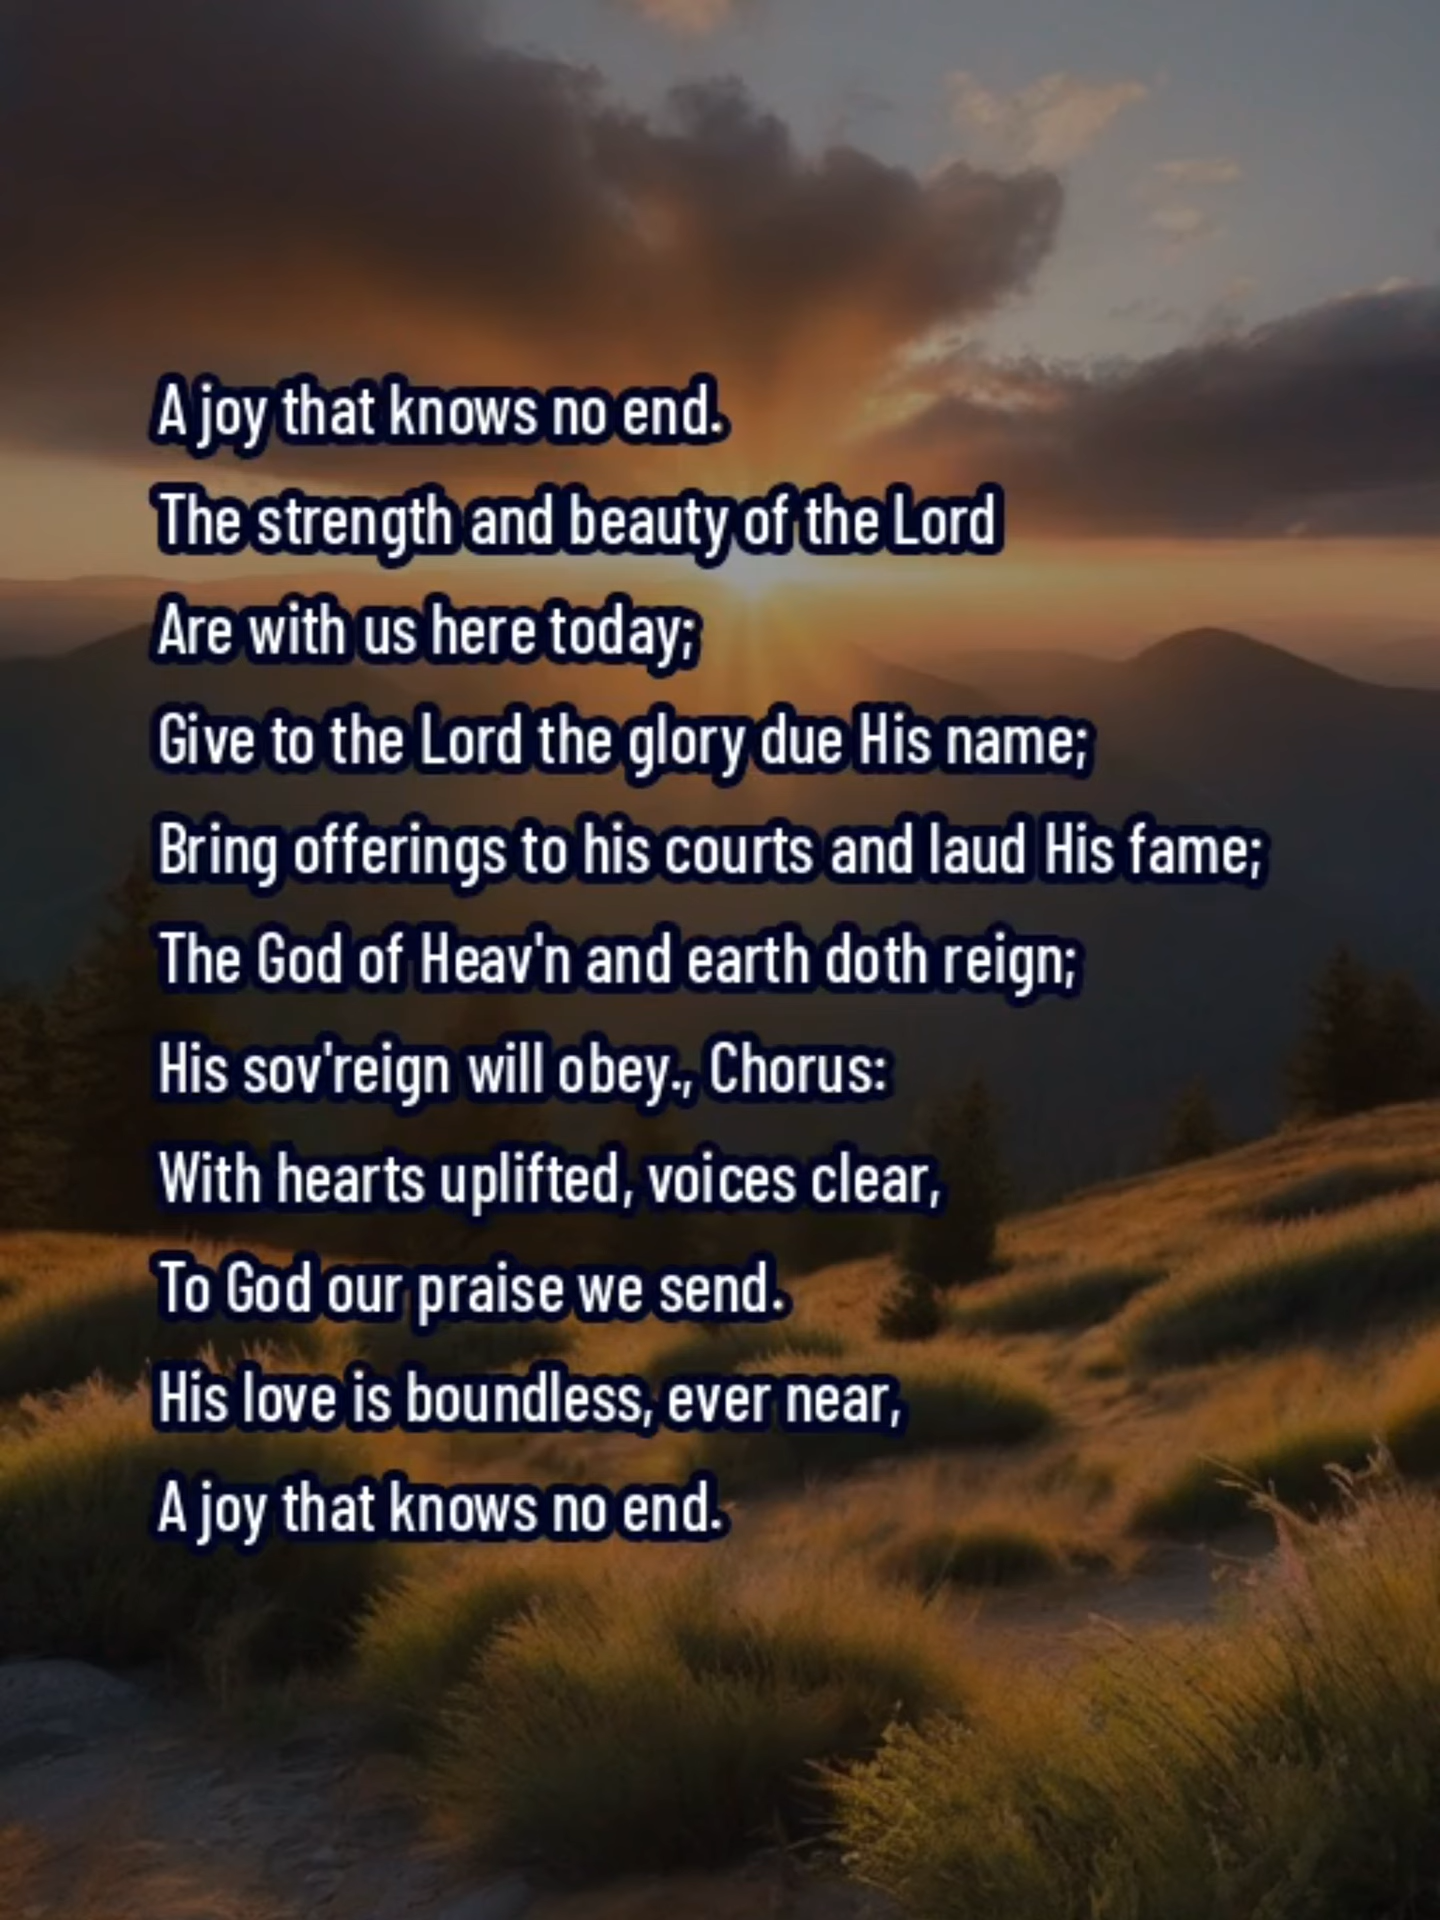 A joy that knows no end.
The strength and beauty of the Lord
Are with us here today;
Give to the Lord the glory due His name;
Bring offerings to his courts and laud His fame;
The God of Heav'n and earth doth reign;
His sov'reign will obey., Chorus:
With hearts uplifted, voices clear,
To God our praise we send.
His love is boundless, ever near,
A joy that knows no end.